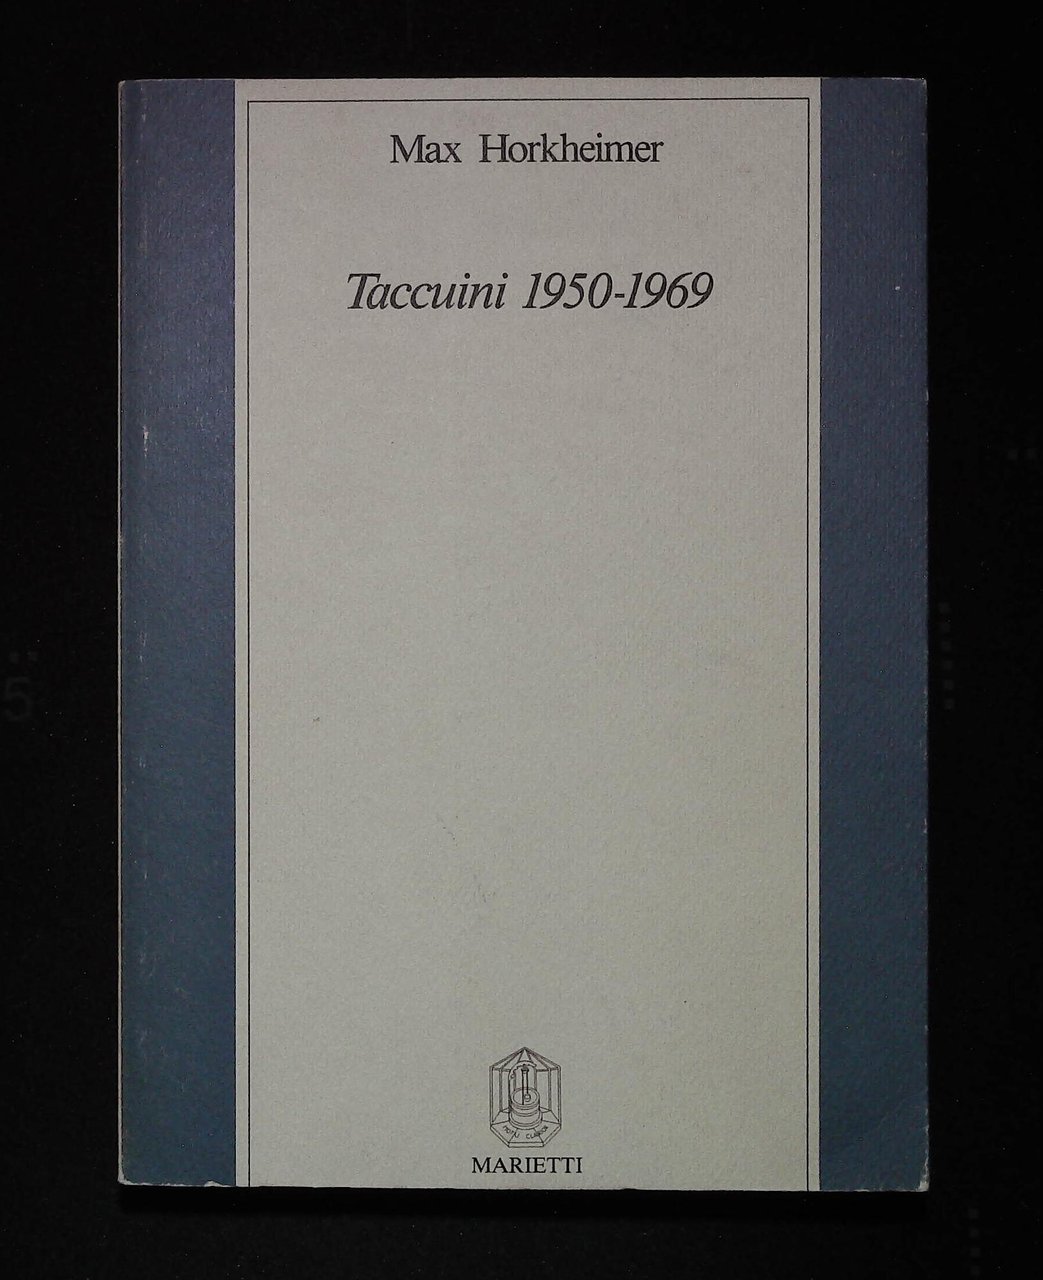 Max Horkheimer
Taccuini 1950-1969
MARIETTI